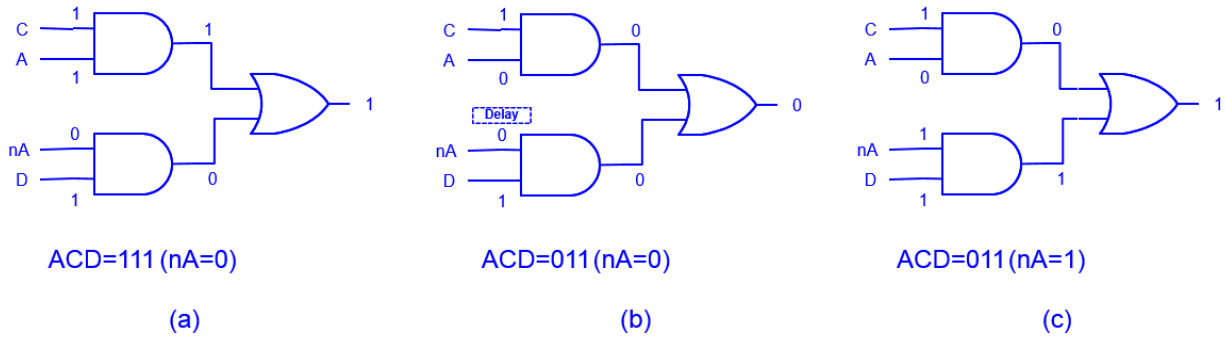 1
C
1
A
1
1
0
nA
D
0
1
ACD=111 (nA=0)
(a)
1
C
0
A
0
0
Delay
0
nA
D
0
1
ACD=011 (nA=0)
(b)
1
C
0
A
0
1
1
nA
D
1
1
ACD=011 (nA=1)
(c)